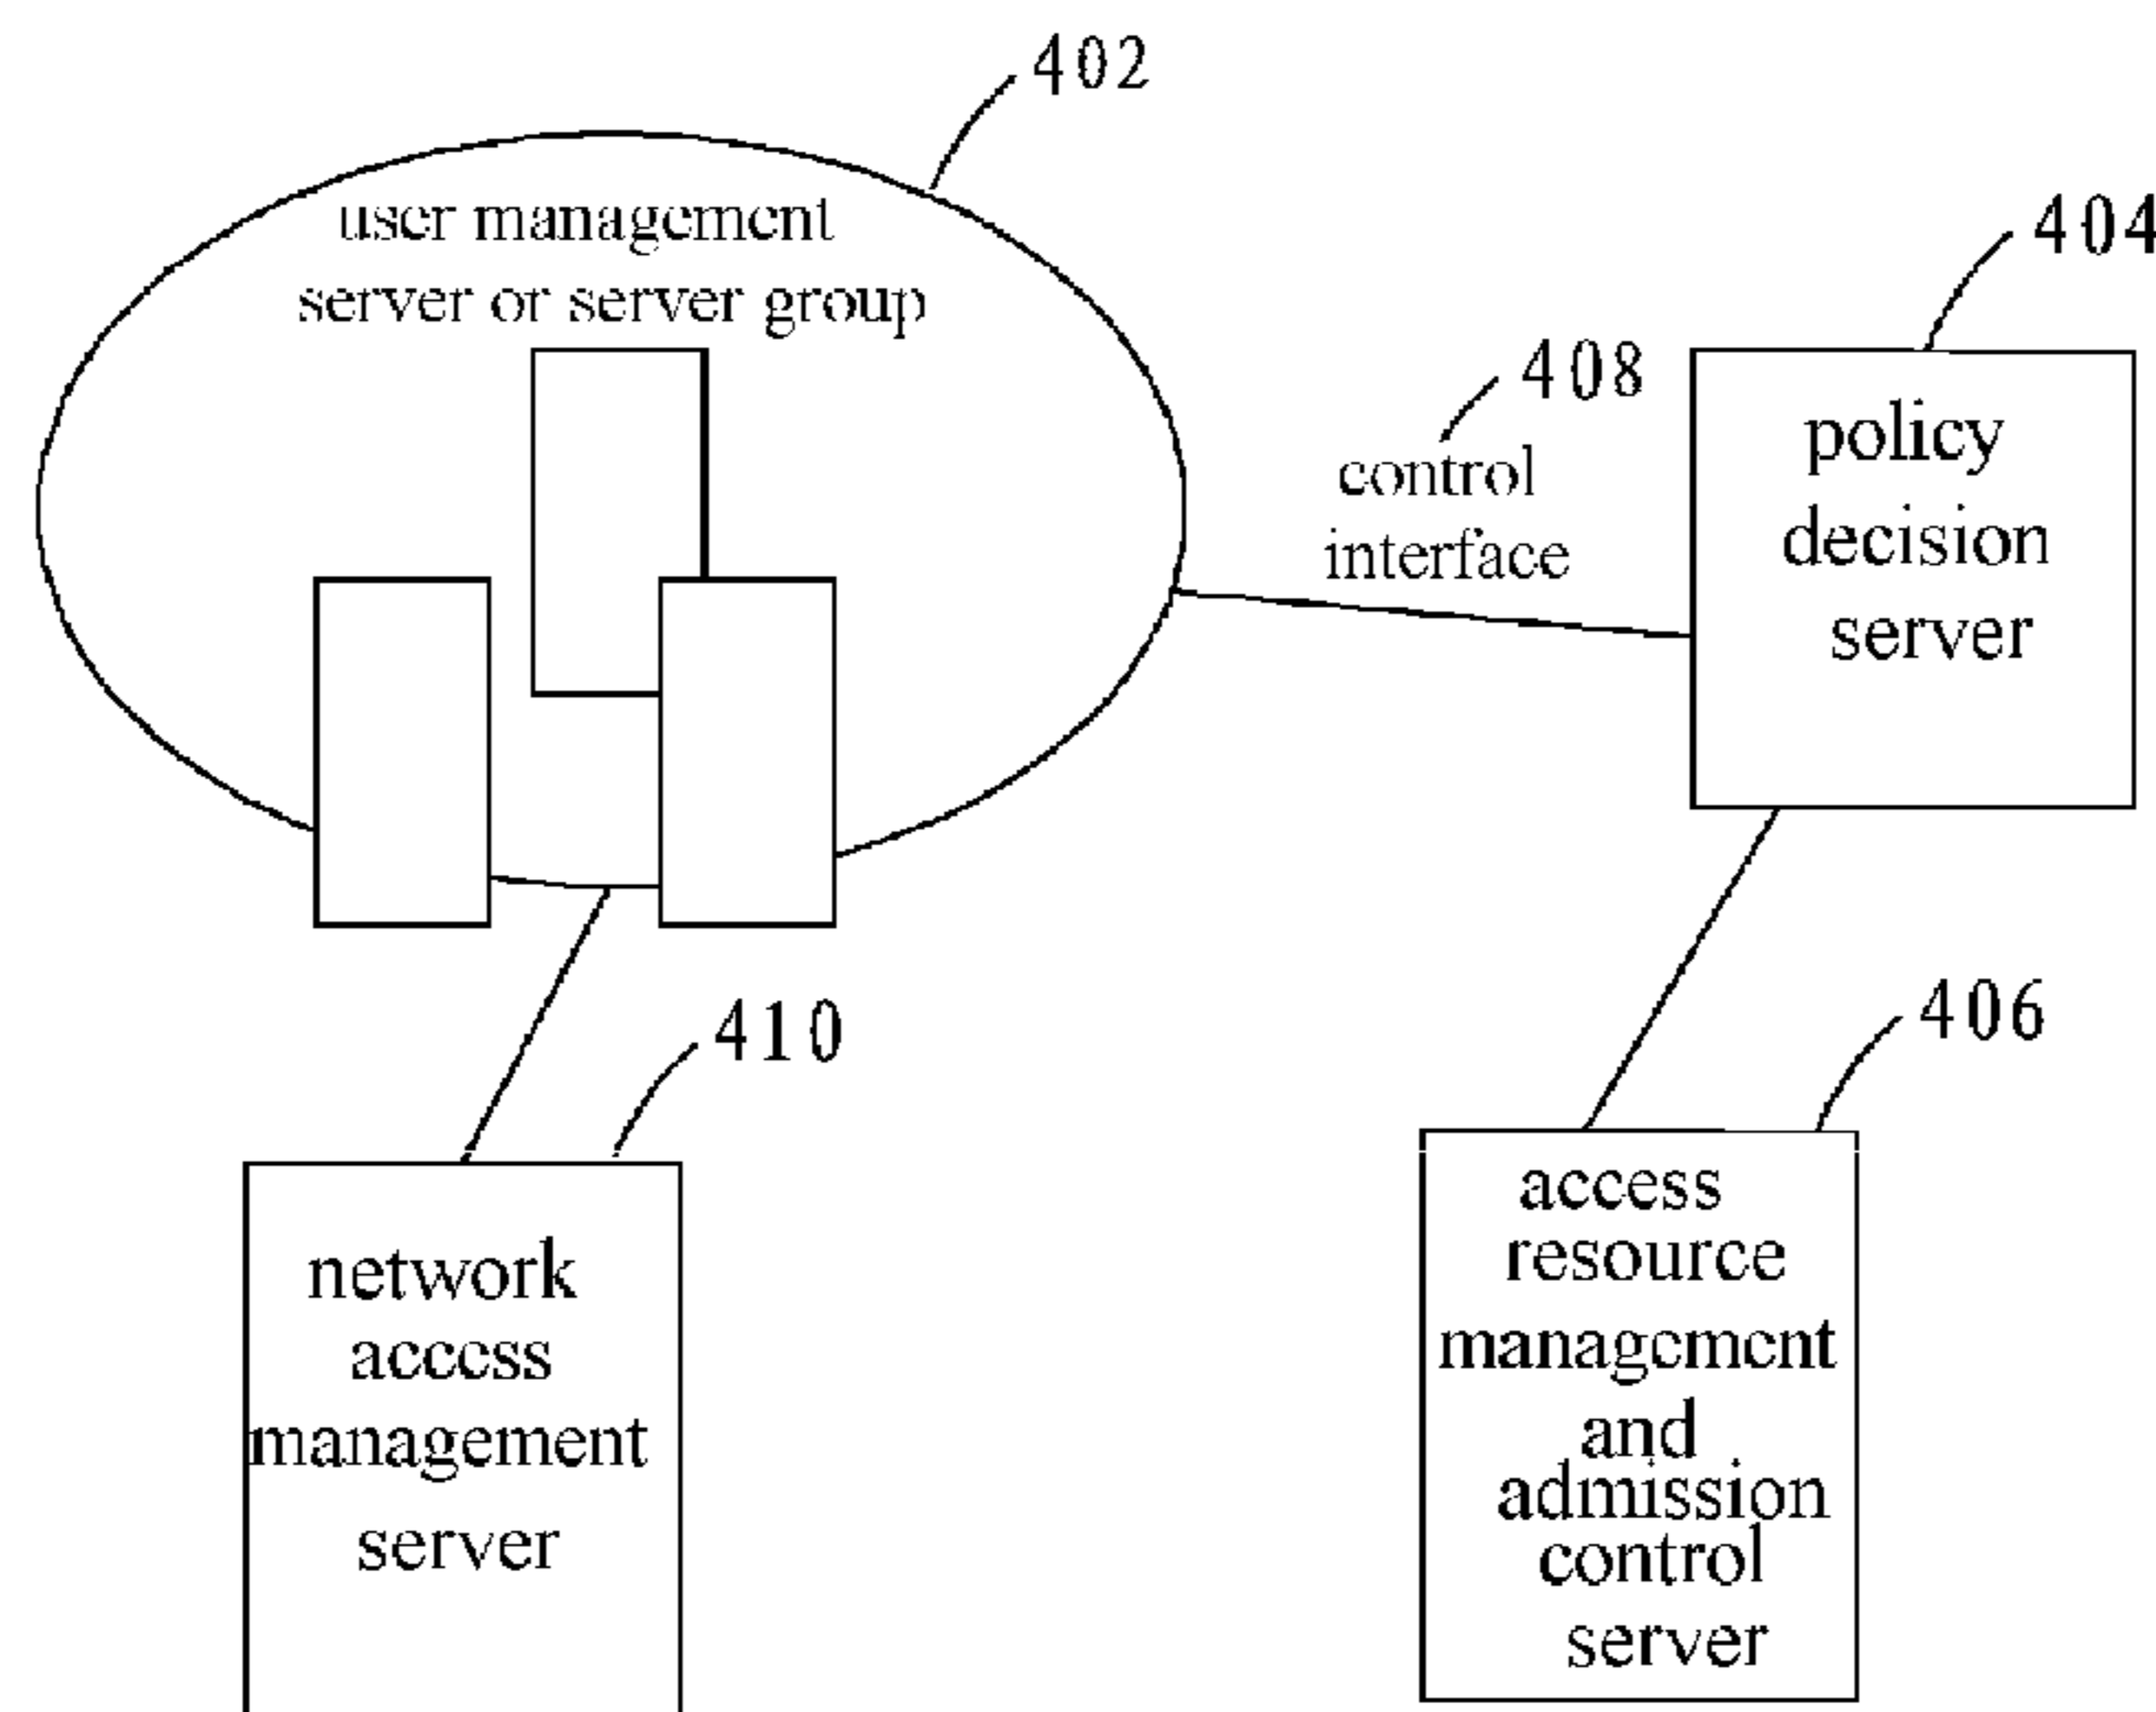 402
user management
server or server group
404
408
control
interface
policy
decision
server
410
network
access
management
server
406
access
resource
management
and
admission
control
server